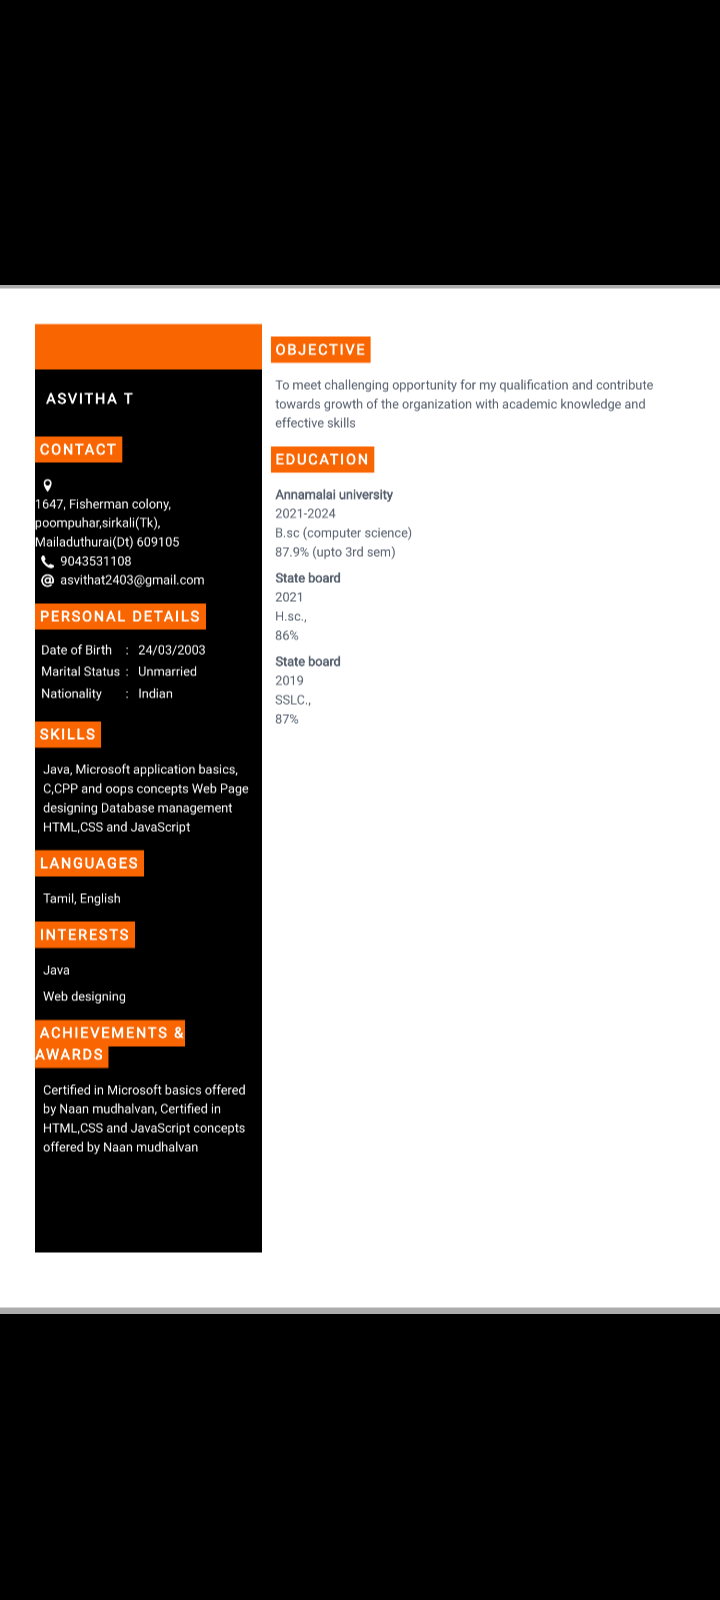 ASVITHA T
CONTACT
1647, Fisherman colony,
poompuhar,sirkali(Tk),
Mailaduthurai(Dt) 609105
9043531108
asvithat2403@gmail.com
PERSONAL DETAILS
Date of Birth : 24/03/2003
Marital Status : Unmarried
Nationality : Indian
SKILLS
Java, Microsoft application basics,
C,CPP and oops concepts Web Page
designing Database management
HTML,CSS and JavaScript
LANGUAGES
Tamil, English
INTERESTS
Java
Web designing
ACHIEVEMENTS &
AWARDS
Certified in Microsoft basics offered
by Naan mudhalvan, Certified in
HTML,CSS and JavaScript concepts
offered by Naan mudhalvan
OBJECTIVE
To meet challenging opportunity for my qualification and contribute
towards growth of the organization with academic knowledge and
effective skills
EDUCATION
Annamalai university
2021-2024
B.sc (computer science)
87.9% (upto 3rd sem)
State board
2021
H.sc.,
86%
State board
2019
SSLC.,
87%